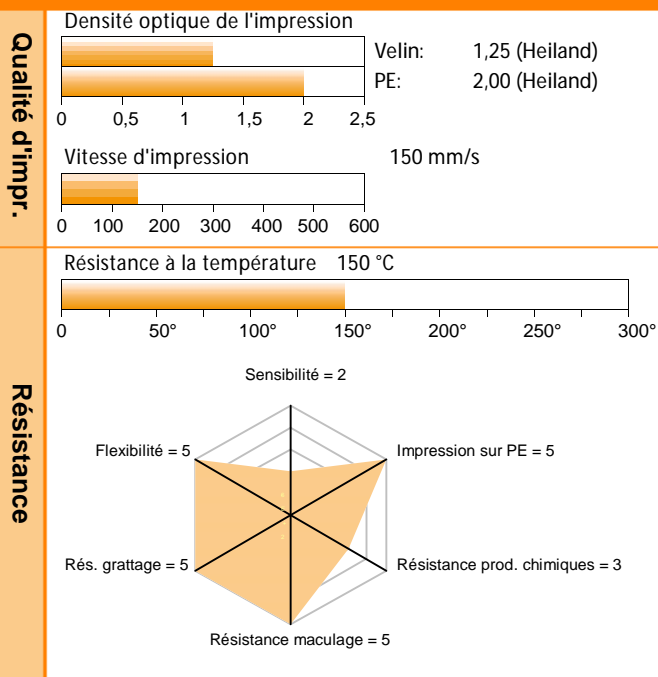 Qualité d'impr.
Densité optique de l'impression
Velin: 1,25 (Heiland)
PE: 2,00 (Heiland)
0 0,5 1 1,5 2 2,5
Vitesse d'impression 150 mm/s
0 100 200 300 400 500 600
Résistance
Résistance à la température 150 °C
0 50° 100° 150° 200° 250° 300°
Sensibilité = 2
Flexibilité = 5
Impression sur PE = 5
Rés. grattage = 5
Résistance prod. chimiques = 3
Résistance maculage = 5